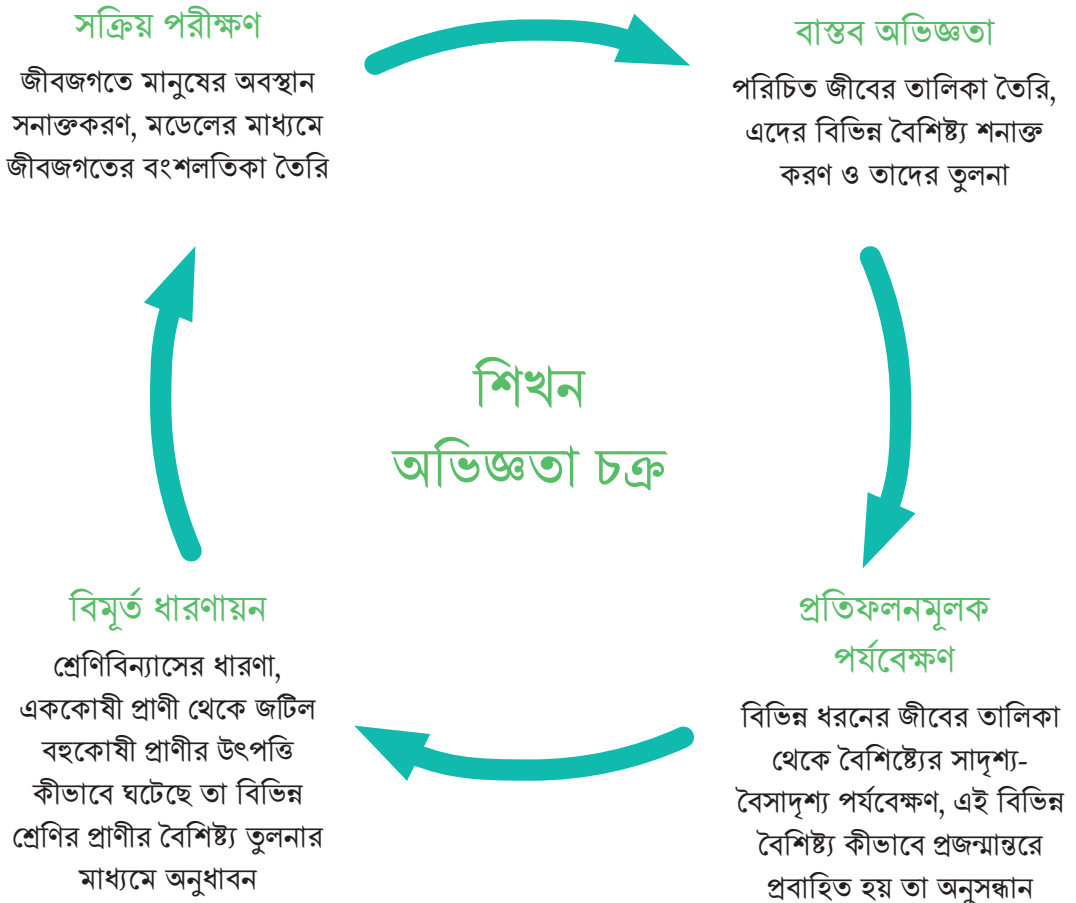 সক্রিয় পরীক্ষণ
জীবজগতে মানুষের অবস্থান
সনাক্তকরণ, মডেলের মাধ্যমে
জীবজগতের বংশলতিকা তৈরি
বাস্তব অভিজ্ঞতা
পরিচিত জীবের তালিকা তৈরি,
এদের বিভিন্ন বৈশিষ্ট্য শনাক্ত
করণ ও তাদের তুলনা
শিখন
অভিজ্ঞতা চক্র
বিমূর্ত ধারণায়ন
শ্রেণিবিন্যাসের ধারণা,
এককোষী প্রাণী থেকে জটিল
বহুকোষী প্রাণীর উৎপত্তি
কীভাবে ঘটেছে তা বিভিন্ন
শ্রেণির প্রাণীর বৈশিষ্ট্য তুলনার
মাধ্যমে অনুধাবন
প্রতিফলনমূলক
পর্যবেক্ষণ
বিভিন্ন ধরনের জীবের তালিকা
থেকে বৈশিষ্ট্যের সাদৃশ্য-
বৈসাদৃশ্য পর্যবেক্ষণ, এই বিভিন্ন
বৈশিষ্ট্য কীভাবে প্রজন্মান্তরে
প্রবাহিত হয় তা অনুসন্ধান